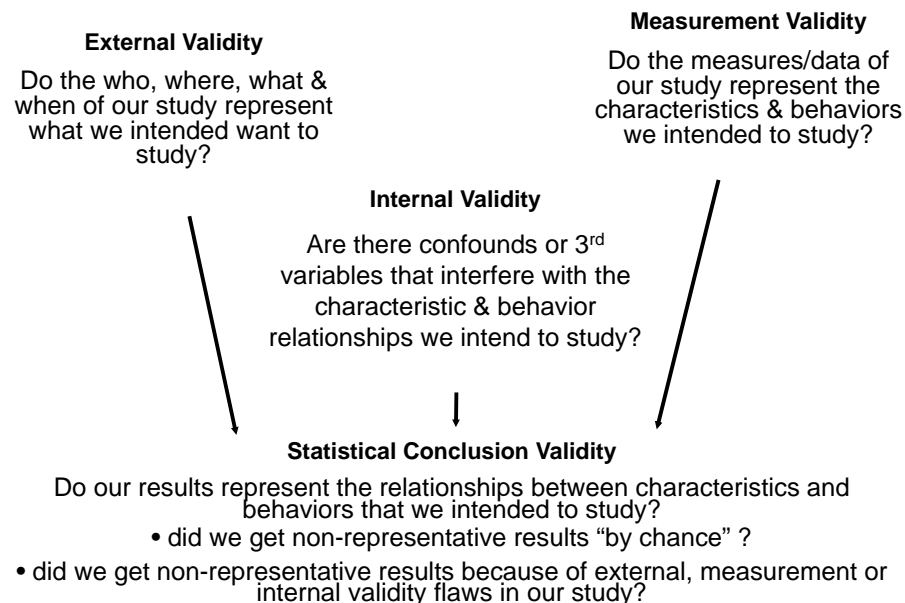 External Validity
Do the who, where, what &
when of our study represent
what we intended want to
study?
Measurement Validity
Do the measures/data of
our study represent the
characteristics & behaviors
we intended to study?
Internal Validity
Are there confounds or 3rd
variables that interfere with the
characteristic & behavior
relationships we intend to study?
Statistical Conclusion Validity
Do our results represent the relationships between characteristics and
behaviors that we intended to study?
• did we get non-representative results “by chance” ?
• did we get non-representative results because of external, measurement or
internal validity flaws in our study?